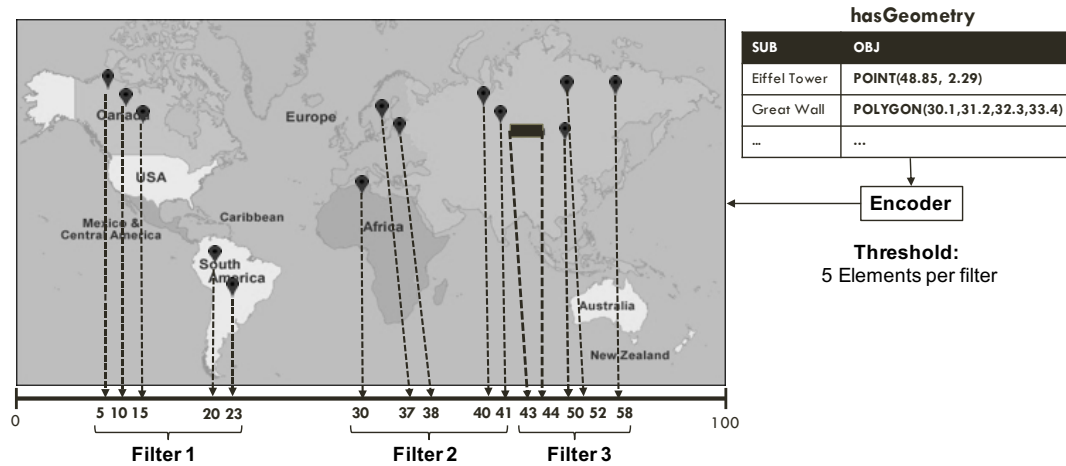 hasGeometry
SUB OBJ
Eiffel Tower POINT(48.85, 2.29)
Great Wall POLYGON(30.1,31.2,32.3,33.4)
... ...
Encoder
Threshold:
5 Elements per filter
Canada
Europe
USA
Mexico &
Central America
Caribbean
Africa
South
America
Australia
New Zealand
0 5 10 15 20 23 30 37 38 40 41 43 44 50 52 58 100
Filter 1 Filter 2 Filter 3